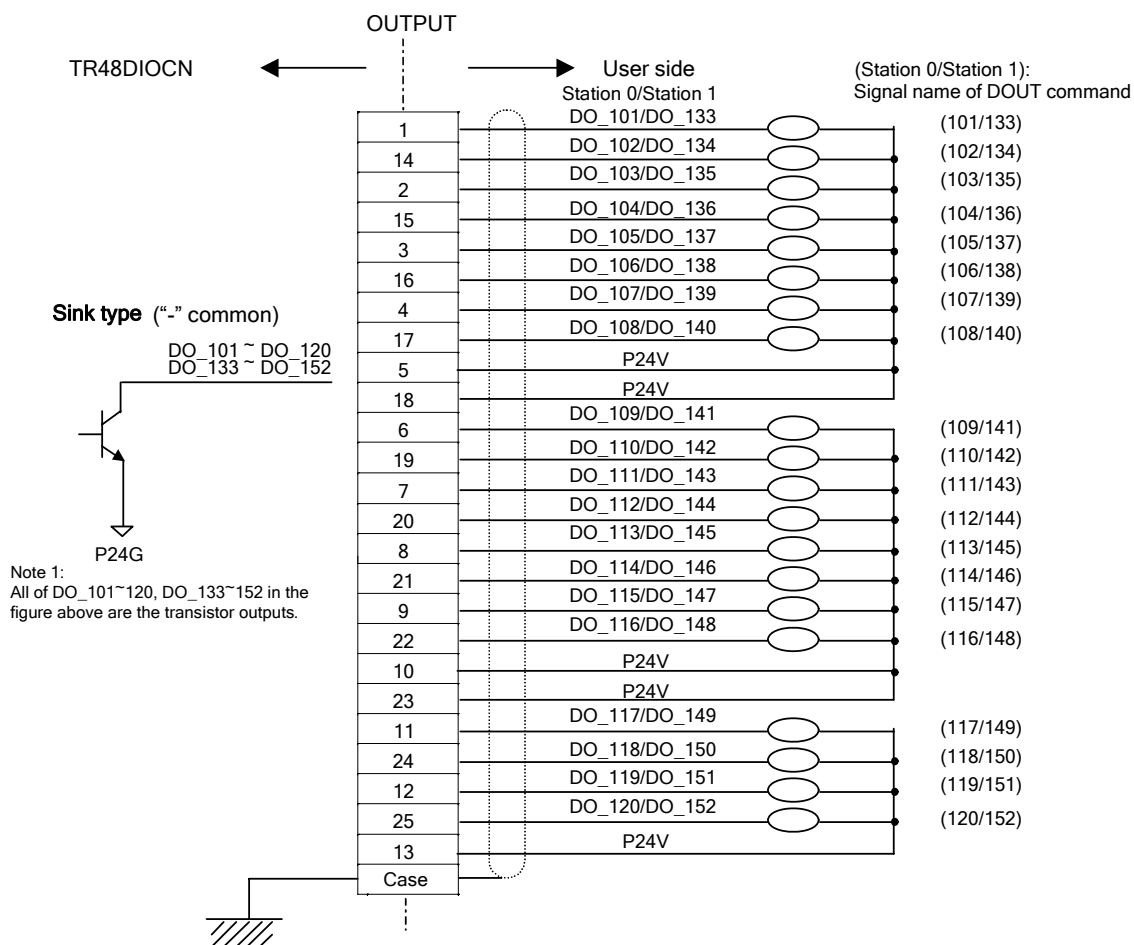 OUTPUT
TR48DIOCN
User side
Station 0/Station 1
(Station 0/Station 1):
Signal name of DOUT command
1 DO_101/DO_133 (101/133)
14 DO_102/DO_134 (102/134)
2 DO_103/DO_135 (103/135)
15 DO_104/DO_136 (104/136)
3 DO_105/DO_137 (105/137)
16 DO_106/DO_138 (106/138)
4 DO_107/DO_139 (107/139)
17 DO_108/DO_140 (108/140)
5 P24V
18 P24V
6 DO_109/DO_141 (109/141)
19 DO_110/DO_142 (110/142)
7 DO_111/DO_143 (111/143)
20 DO_112/DO_144 (112/144)
8 DO_113/DO_145 (113/145)
21 DO_114/DO_146 (114/146)
9 DO_115/DO_147 (115/147)
22 DO_116/DO_148 (116/148)
10 P24V
23 P24V
11 DO_117/DO_149 (117/149)
24 DO_118/DO_150 (118/150)
12 DO_119/DO_151 (119/151)
25 DO_120/DO_152 (120/152)
13 P24V
Case
Sink type (“-” common)
DO_101 ~ DO_120
DO_133 ~ DO_152
P24G
Note 1:
All of DO_101~120, DO_133~152 in the
figure above are the transistor outputs.